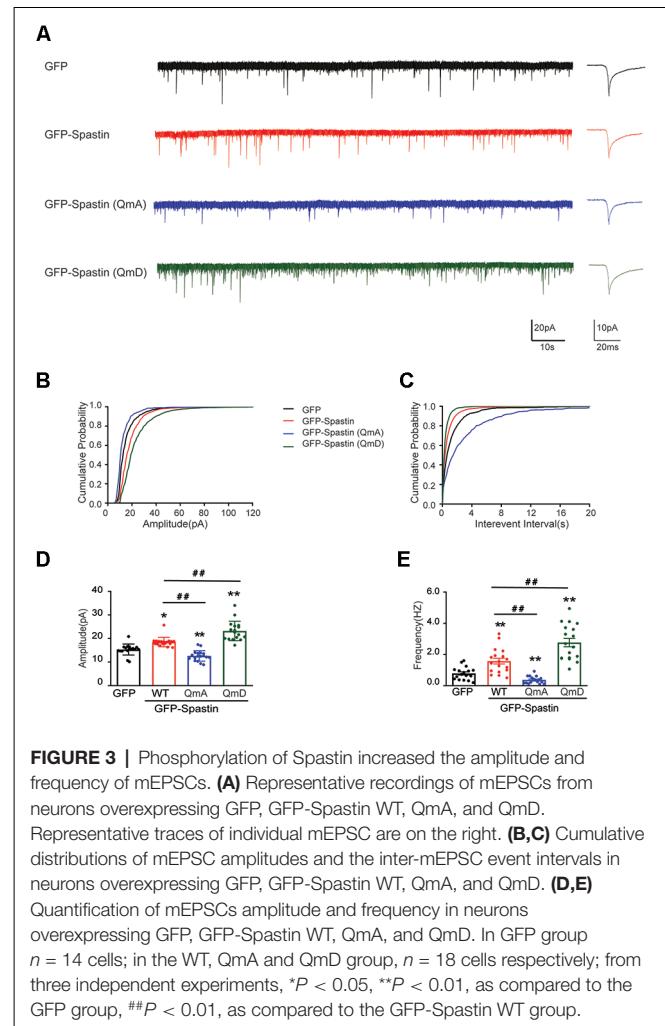 A
GFP
GFP-Spastin
GFP-Spastin (QmA)
GFP-Spastin (QmD)
20pA
10s
10pA
20ms
B
Cumulative Probability
1.0
0.8
0.6
0.4
0.2
0.0
0 20 40 60 80 100 120
Amplitude(pA)
GFP
GFP-Spastin
GFP-Spastin (QmA)
GFP-Spastin (QmD)
C
Cumulative Probability
1.0
0.8
0.6
0.4
0.2
0.0
0 4 8 12 16 20
Interevent Interval(s)
D
Amplitude(pA)
40
30
20
10
0
##
##
* ** **
GFP WT QmA QmD
GFP-Spastin
E
Frequency(HZ)
6.0
4.0
2.0
0.0
##
##
** ** **
GFP WT QmA QmD
GFP-Spastin
FIGURE 3 | Phosphorylation of Spastin increased the amplitude and
frequency of mEPSCs. (A) Representative recordings of mEPSCs from
neurons overexpressing GFP, GFP-Spastin WT, QmA, and QmD.
Representative traces of individual mEPSC are on the right. (B,C) Cumulative
distributions of mEPSC amplitudes and the inter-mEPSC event intervals in
neurons overexpressing GFP, GFP-Spastin WT, QmA, and QmD. (D,E)
Quantification of mEPSCs amplitude and frequency in neurons
overexpressing GFP, GFP-Spastin WT, QmA, and QmD. In GFP group
n = 14 cells; in the WT, QmA and QmD group, n = 18 cells respectively; from
three independent experiments, *P < 0.05, **P < 0.01, as compared to the
GFP group, ##P < 0.01, as compared to the GFP-Spastin WT group.